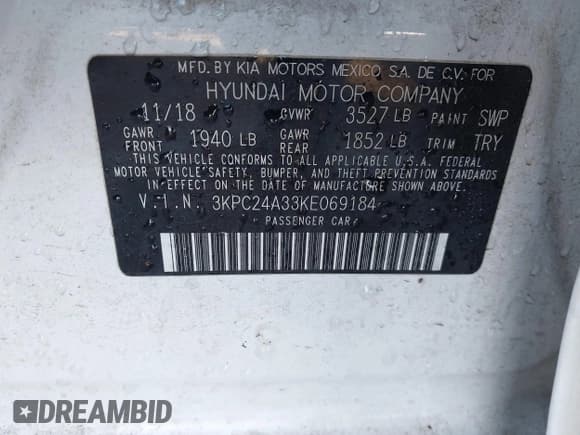 MFD. BY KIA MOTORS MEXICO S.A. DE C.V. FOR
HYUNDAI MOTOR COMPANY
11/18 GVWR 3527 LB PAINT SWP
GAWR FRONT 1940 LB GAWR REAR 1852 LB TRIM TRY
THIS VEHICLE CONFORMS TO ALL APPLICABLE U.S.A. FEDERAL
MOTOR VEHICLE SAFETY, BUMPER, AND THEFT PREVENTION STANDARDS
IN EFFECT ON THE DATE OF MANUFACTURE SHOWN ABOVE.
V.I.N. 3KPC24A33KE069184
PASSENGER CAR
DREAMBID